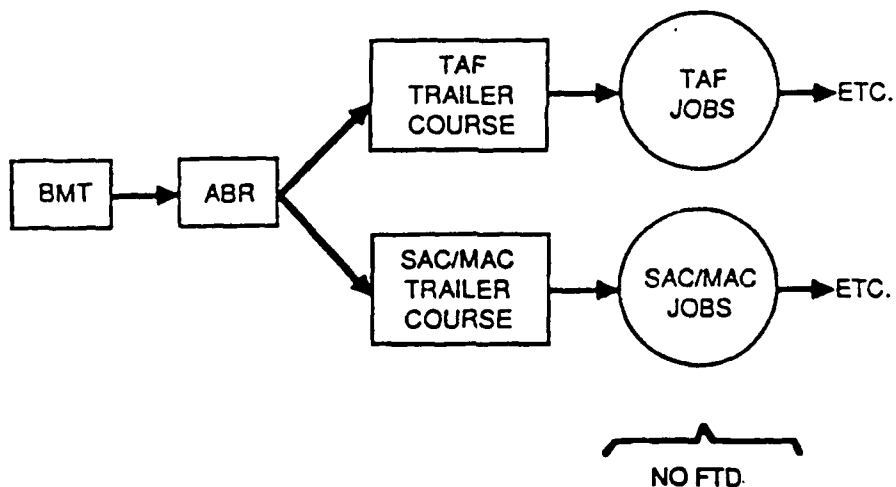 TAF
TRAILER
COURSE
TAF
JOBS
ETC.
BMT
ABR
SAC/MAC
TRAILER
COURSE
SAC/MAC
JOBS
ETC.
NO FTD.